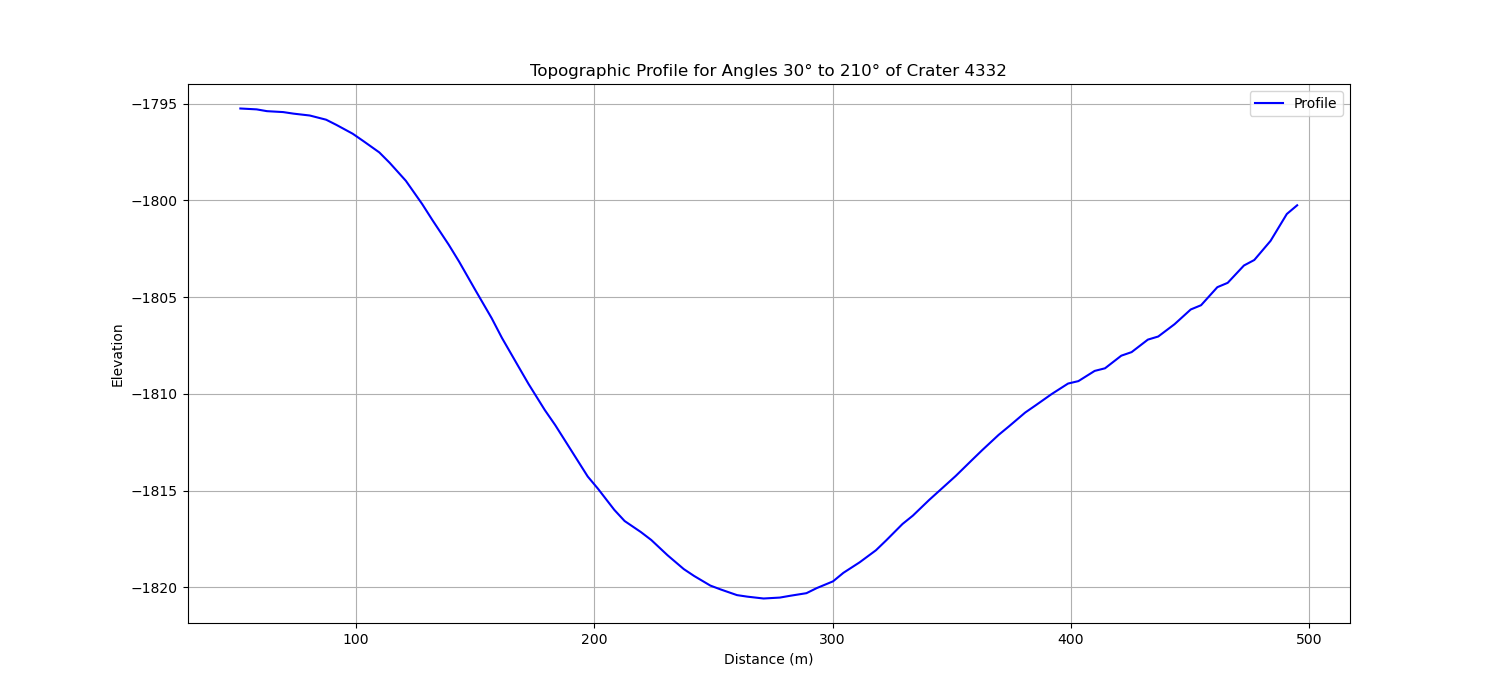 Topographic Profile for Angles 30° to 210° of Crater 4332
Profile
−1795
−1800
−1805
−1810
−1815
−1820
Elevation
100 200 300 400 500
Distance (m)